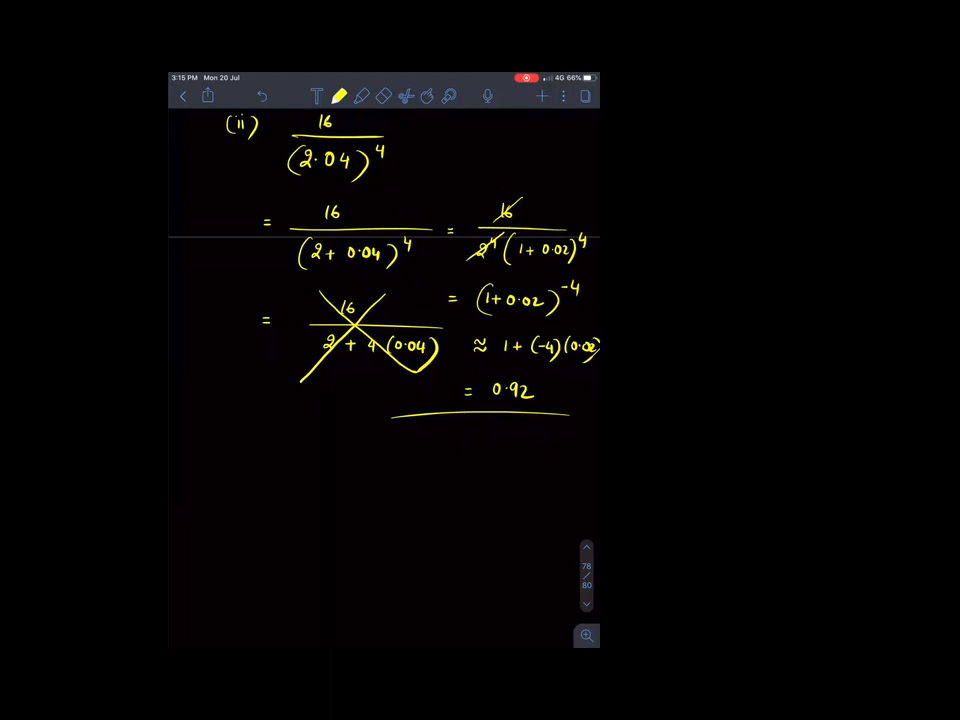 3:15 PM Mon 20 Jul
4G 66%
T
(ii) 16
(2.04)^4
= 16 = 16
(2 + 0.04)^4 2^4 (1 + 0.02)^4
= 16 = (1 + 0.02)^-4
2 + 4 (0.04) ≈ 1 + (-4)(0.02)
= 0.92
78
80